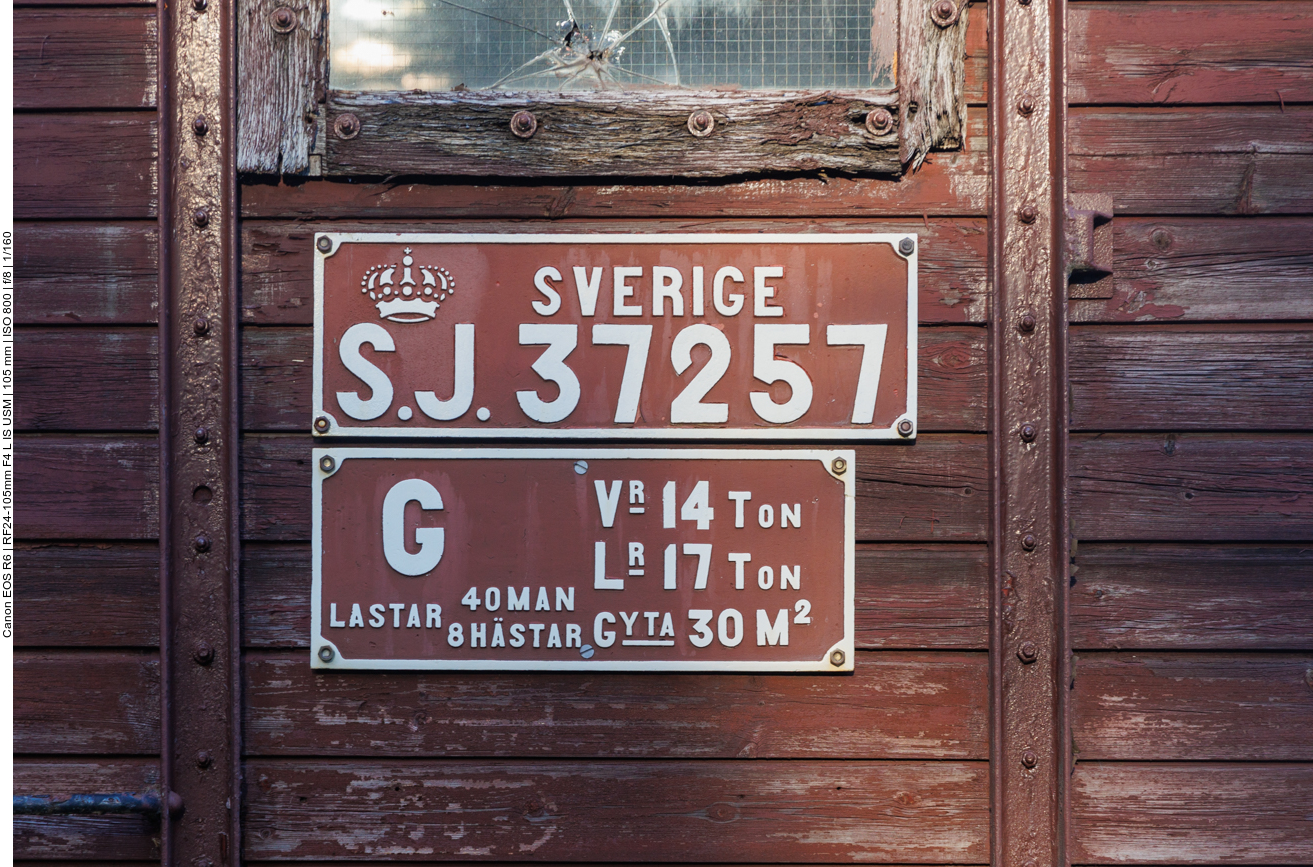 Canon EOS R6 | RF24-105mm F4 L IS USM | 105 mm | ISO 800 | f/8 | 1/160
SVERIGE
S.J. 37257
G
VR 14 TON
LR 17 TON
LASTAR 40 MAN
8 HÄSTAR
GYTA 30 M²